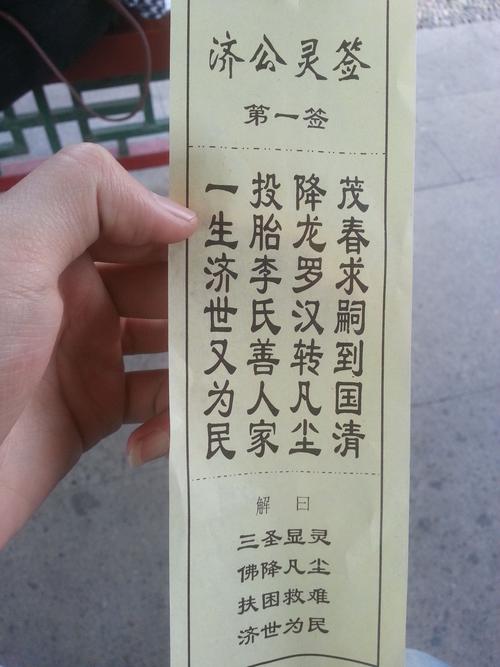 济公灵签
第一签
茂春求嗣到国清
降龙罗汉转凡尘
投胎李氏善人家
一生济世又为民
解曰
三圣显灵
佛降凡尘
扶困救难
济世为民